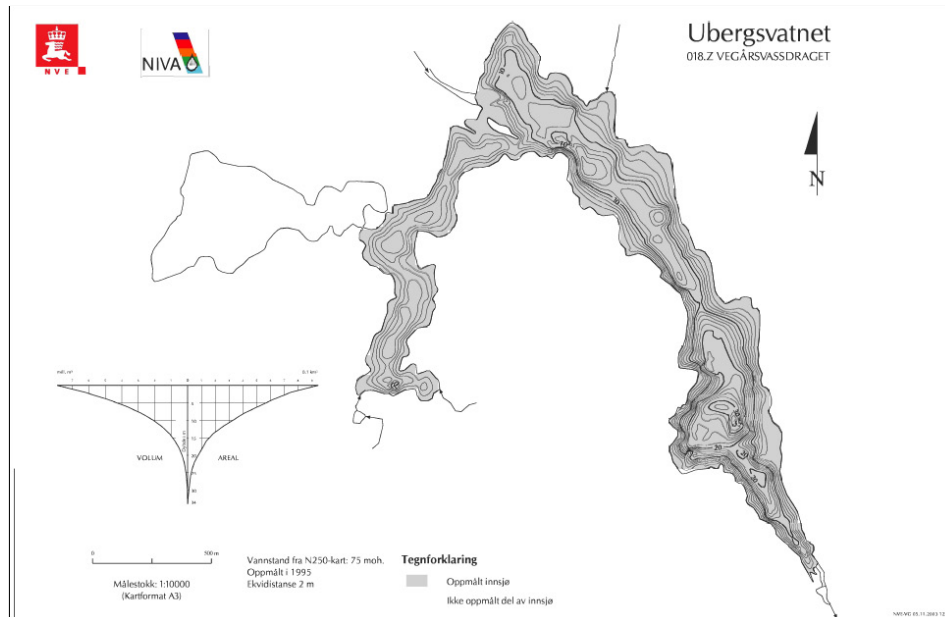 NVE
NIVA
Ubergsvatnet
018.Z VEGÅRSVASSDRAGET
N
VOLUM
AREAL
0
500 m
Målestokk: 1:10000
(Kartformat A3)
Vannstand fra N250-kart: 75 moh.
Oppmålt i 1995
Ekvidistanse 2 m
Tegnforklaring
Oppmålt innsjø
Ikke oppmålt del av innsjø